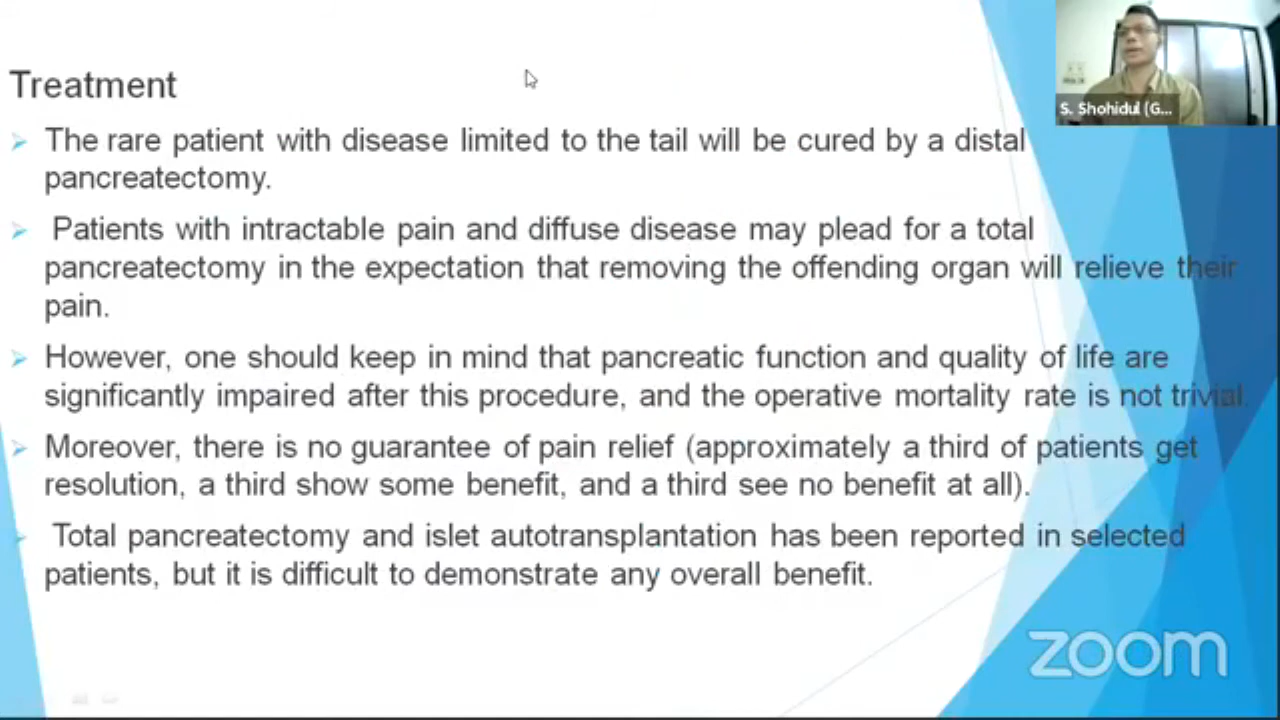 Treatment
S. Shohidul (G...
The rare patient with disease limited to the tail will be cured by a distal
pancreatectomy.
Patients with intractable pain and diffuse disease may plead for a total
pancreatectomy in the expectation that removing the offending organ will relieve their
pain.
However, one should keep in mind that pancreatic function and quality of life are
significantly impaired after this procedure, and the operative mortality rate is not trivial.
Moreover, there is no guarantee of pain relief (approximately a third of patients get
resolution, a third show some benefit, and a third see no benefit at all).
Total pancreatectomy and islet autotransplantation has been reported in selected
patients, but it is difficult to demonstrate any overall benefit.
zoom